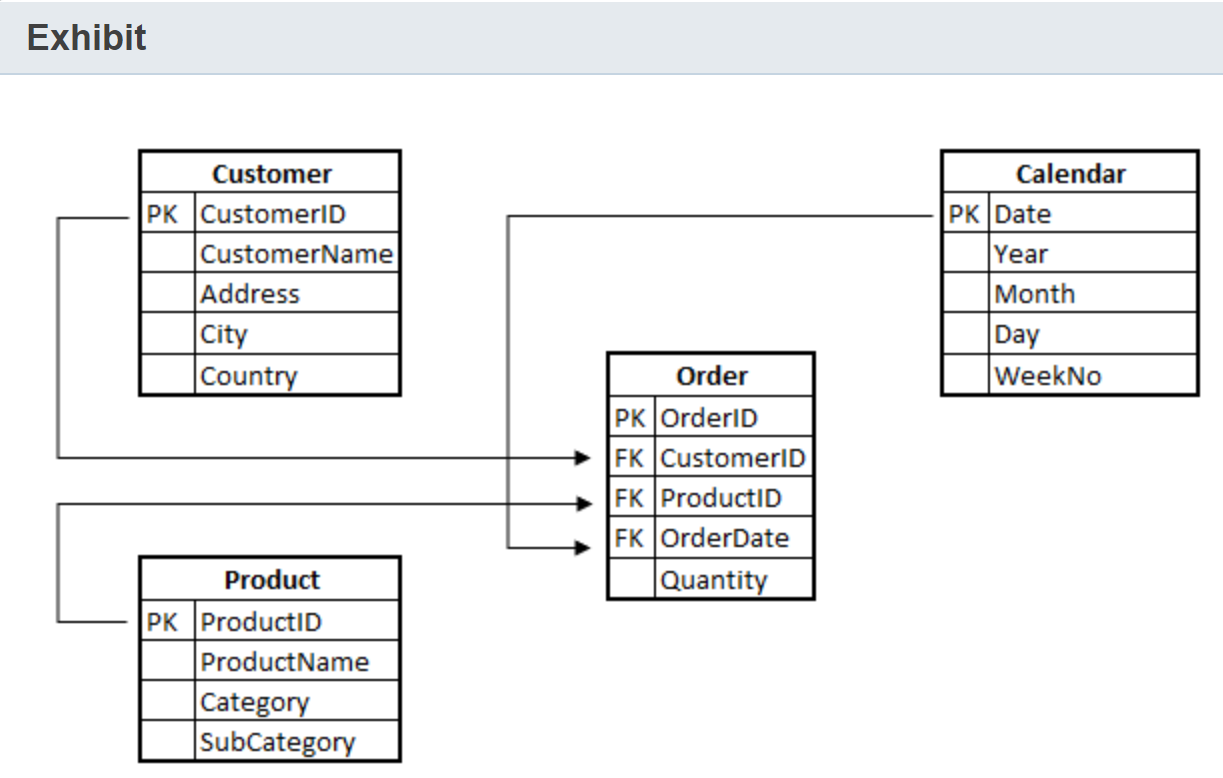 Exhibit
Customer
PK CustomerID
CustomerName
Address
City
Country
Calendar
PK Date
Year
Month
Day
WeekNo
Order
PK OrderID
FK CustomerID
FK ProductID
FK OrderDate
Quantity
Product
PK ProductID
ProductName
Category
SubCategory